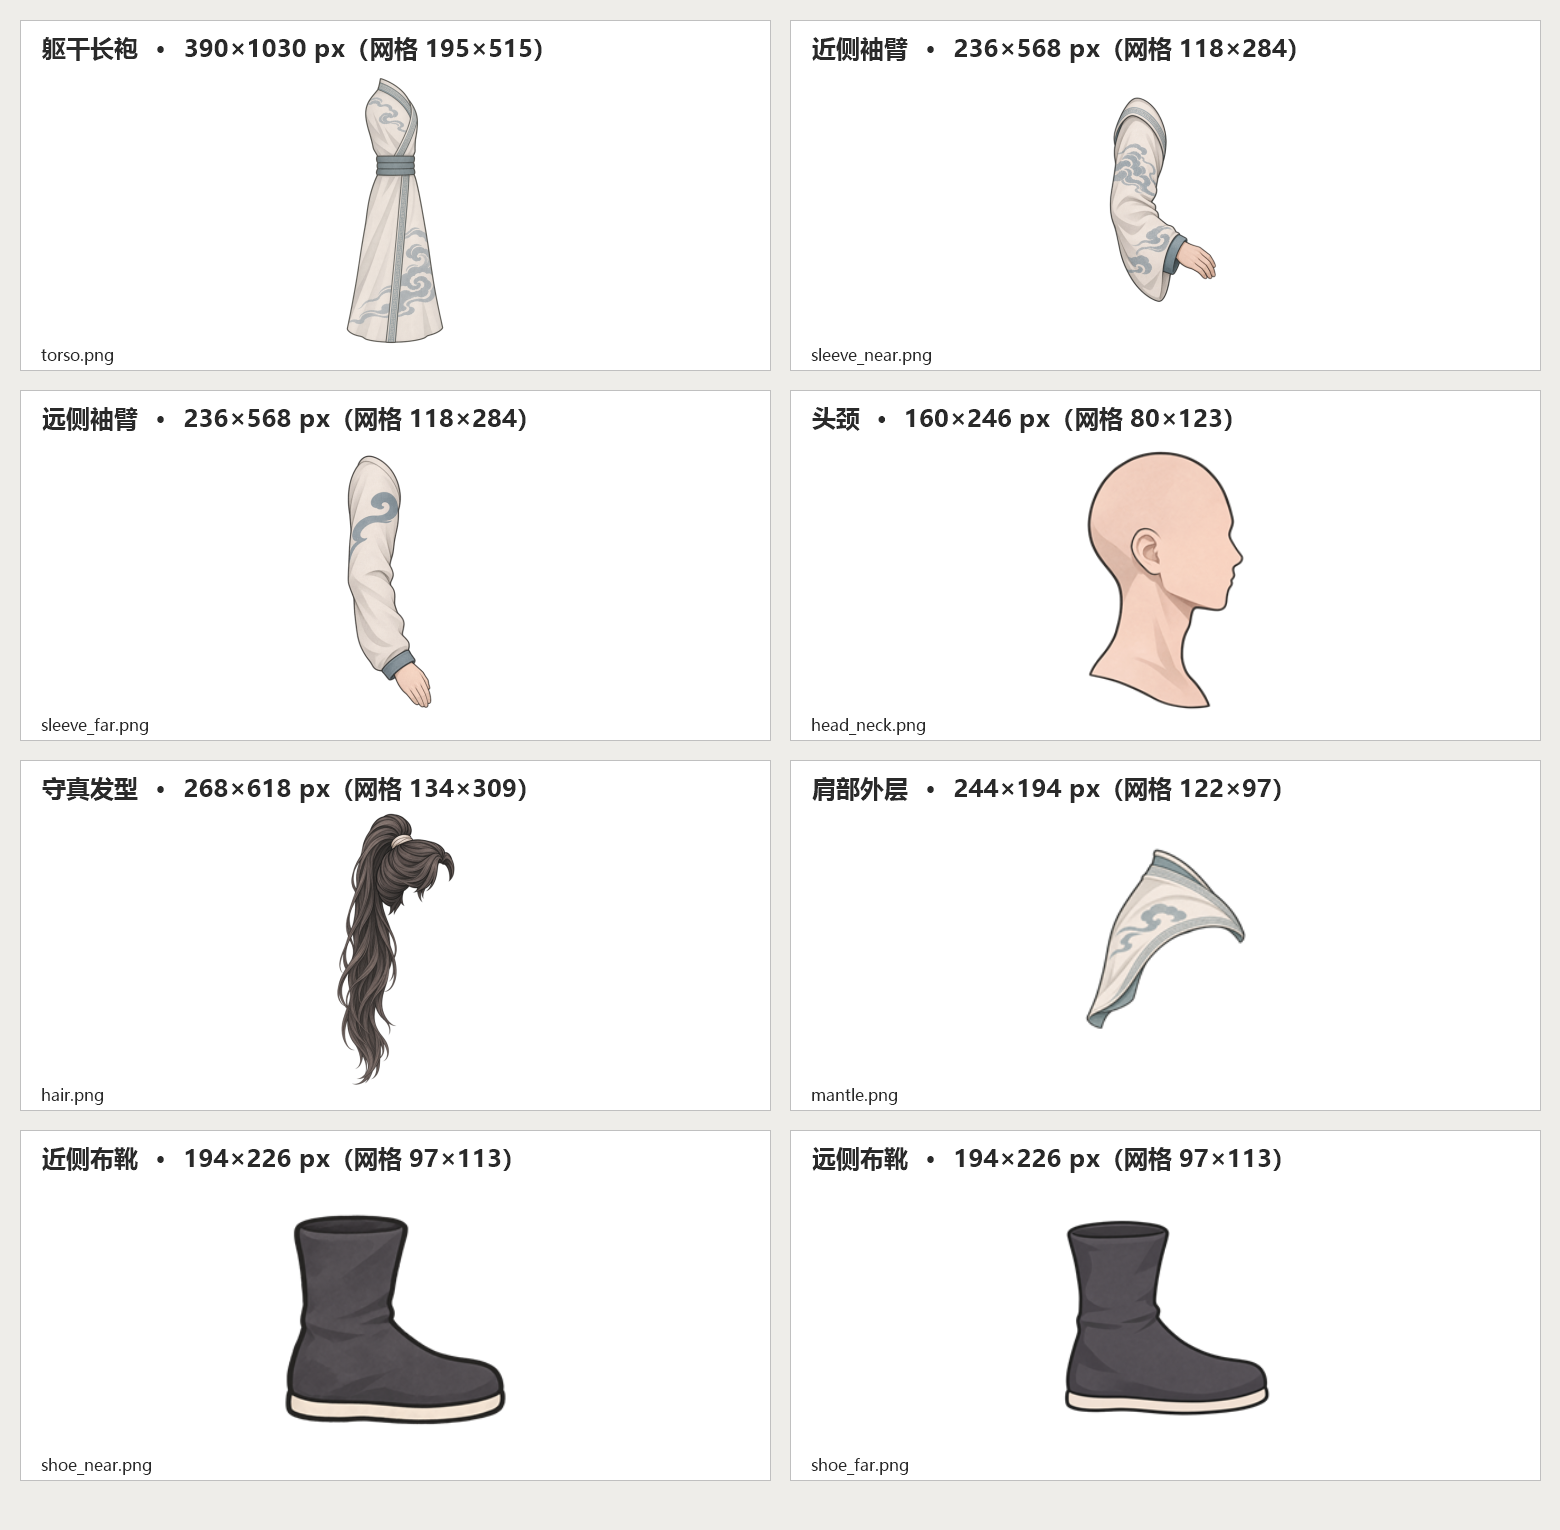 躯干长袍 • 390×1030 px（网格 195×515）
torso.png
近侧袖臂 • 236×568 px（网格 118×284）
sleeve_near.png
远侧袖臂 • 236×568 px（网格 118×284）
sleeve_far.png
头颈 • 160×246 px（网格 80×123）
head_neck.png
守真发型 • 268×618 px（网格 134×309）
hair.png
肩部外层 • 244×194 px（网格 122×97）
mantle.png
近侧布靴 • 194×226 px（网格 97×113）
shoe_near.png
远侧布靴 • 194×226 px（网格 97×113）
shoe_far.png